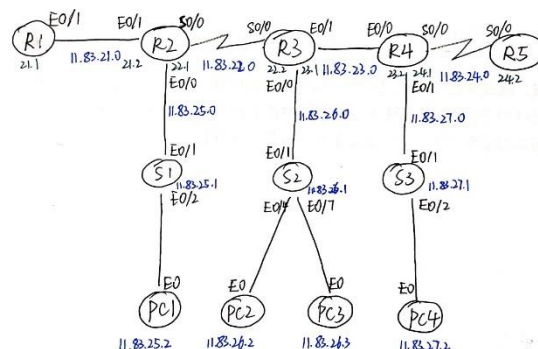 E0/1 E0/1 S0/0 S0/0 E0/1 E0/0 S0/0 S0/0
R1 R2 R3 R4 R5
21.1 11.83.21.0 21.2 22.1 11.83.22.0 22.2 23.1 11.83.23.0 23.2 24.1 11.83.24.0 24.2
E0/0 E0/0 E0/1
11.83.25.0 11.83.26.0 11.83.27.0
E0/1 E0/1 E0/1
S1 S2 S3
11.83.25.1 11.83.26.1 11.83.27.1
E0/2 E0/4 E0/7 E0/2
E0 E0 E0 E0
PC1 PC2 PC3 PC4
11.83.25.2 11.83.26.2 11.83.26.3 11.83.27.2